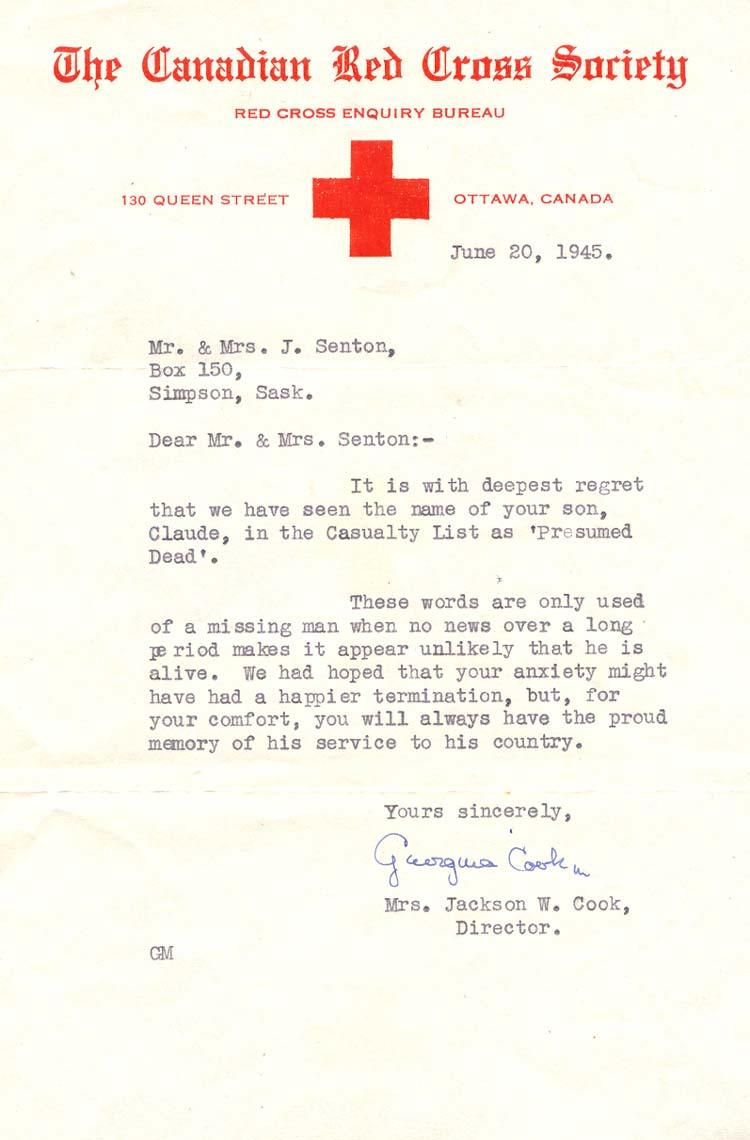 The Canadian Red Cross Society
RED CROSS ENQUIRY BUREAU
130 QUEEN STREET
OTTAWA, CANADA
June 20, 1945.
Mr. & Mrs. J. Senton,
Box 150,
Simpson, Sask.
Dear Mr. & Mrs. Senton:-
It is with deepest regret
that we have seen the name of your son,
Claude, in the Casualty List as 'Presumed
Dead'.
These words are only used
of a missing man when no news over a long
pe riod makes it appear unlikely that he is
alive. We had hoped that your anxiety might
have had a happier termination, but, for
your comfort, you will always have the proud
memory of his service to his country.
Yours sincerely,
Georgina Cook
Mrs. Jackson W. Cook,
Director.
GM